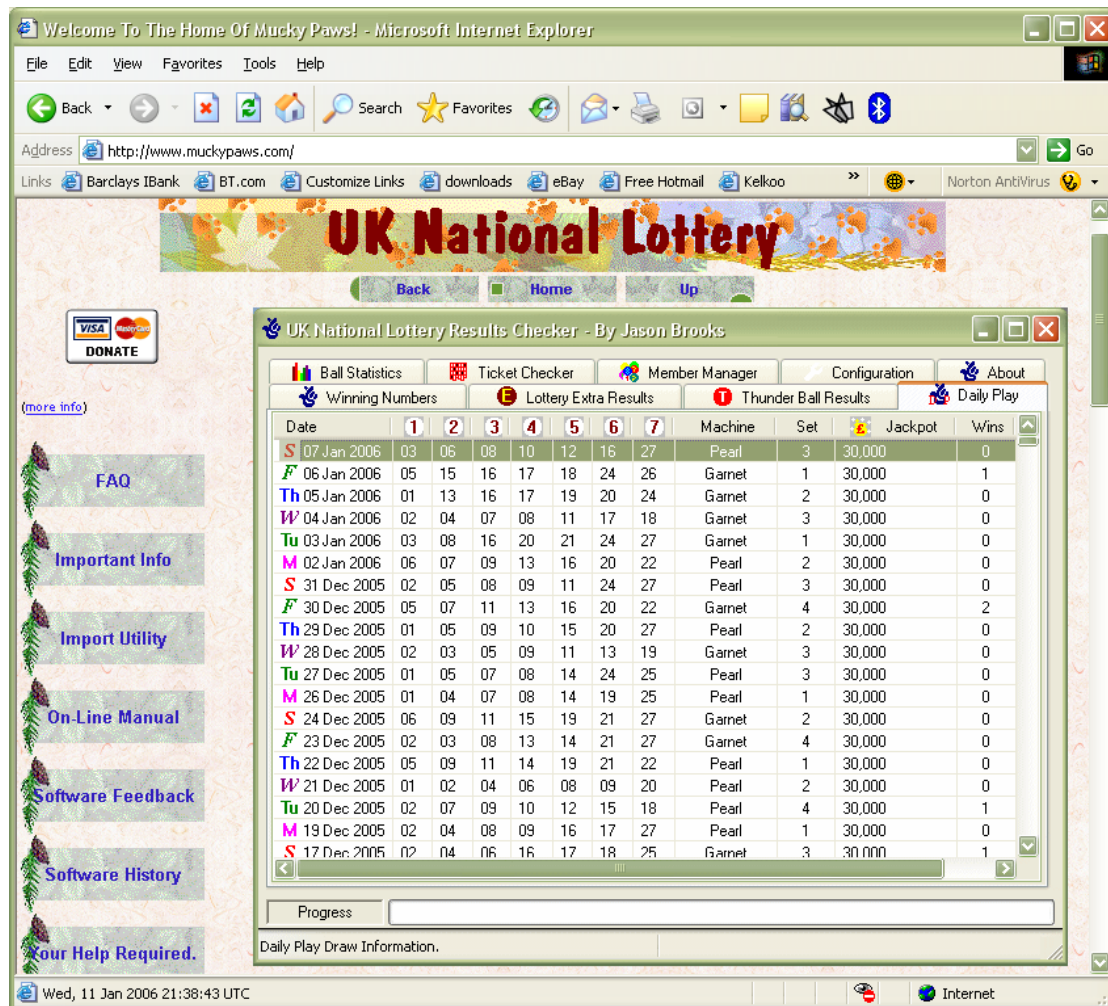 Welcome To The Home Of Mucky Paws! - Microsoft Internet Explorer
File Edit View Favorites Tools Help
Back Search Favorites
Address http://www.muckypaws.com/ Go
Links Barclays IBank BT.com Customize Links downloads eBay Free Hotmail Kelkoo » Norton AntiVirus
UK National Lottery
Back Home Up
VISA MasterCard
DONATE
(more info)
FAQ
Important Info
Import Utility
On-Line Manual
Software Feedback
Software History
Your Help Required.
UK National Lottery Results Checker - By Jason Brooks
Ball Statistics Ticket Checker Member Manager Configuration About
Winning Numbers E Lottery Extra Results T Thunder Ball Results Daily Play
Date 1 2 3 4 5 6 7 Machine Set £ Jackpot Wins
S 07 Jan 2006 03 06 08 10 12 16 27 Pearl 3 30,000 0
F 06 Jan 2006 05 15 16 17 18 24 26 Garnet 1 30,000 1
Th 05 Jan 2006 01 13 16 17 19 20 24 Garnet 2 30,000 0
W 04 Jan 2006 02 04 07 08 11 17 18 Garnet 3 30,000 0
Tu 03 Jan 2006 03 08 16 20 21 24 27 Garnet 1 30,000 0
M 02 Jan 2006 06 07 09 13 16 20 22 Pearl 2 30,000 0
S 31 Dec 2005 02 05 08 09 11 24 27 Pearl 3 30,000 0
F 30 Dec 2005 05 07 11 13 16 20 22 Garnet 4 30,000 2
Th 29 Dec 2005 01 05 09 10 15 20 27 Pearl 2 30,000 0
W 28 Dec 2005 02 03 05 09 11 13 19 Garnet 3 30,000 0
Tu 27 Dec 2005 01 05 07 08 14 24 25 Pearl 3 30,000 0
M 26 Dec 2005 01 04 07 08 14 19 25 Pearl 1 30,000 0
S 24 Dec 2005 06 09 11 15 19 21 27 Garnet 2 30,000 0
F 23 Dec 2005 02 03 08 13 14 21 27 Garnet 4 30,000 0
Th 22 Dec 2005 05 09 11 14 19 21 22 Pearl 1 30,000 0
W 21 Dec 2005 01 02 04 06 08 09 20 Pearl 2 30,000 0
Tu 20 Dec 2005 02 07 09 10 12 15 18 Pearl 4 30,000 1
M 19 Dec 2005 02 04 08 09 16 17 27 Pearl 1 30,000 0
S 17 Dec 2005 02 04 06 16 17 18 25 Garnet 3 30,000 1
Progress
Daily Play Draw Information.
Wed, 11 Jan 2006 21:38:43 UTC Internet